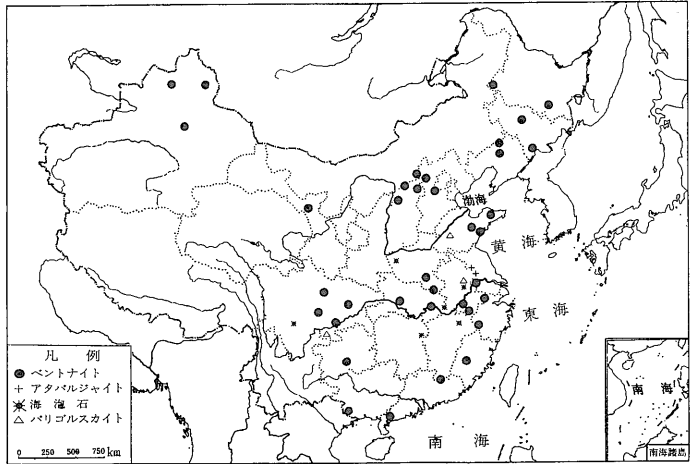 渤海
黄海
東海
南海
凡 例
ベントナイト
アタパルジャイト
海泡石
パリゴルスカイト
0 250 500 750 km
南海
南海諸島